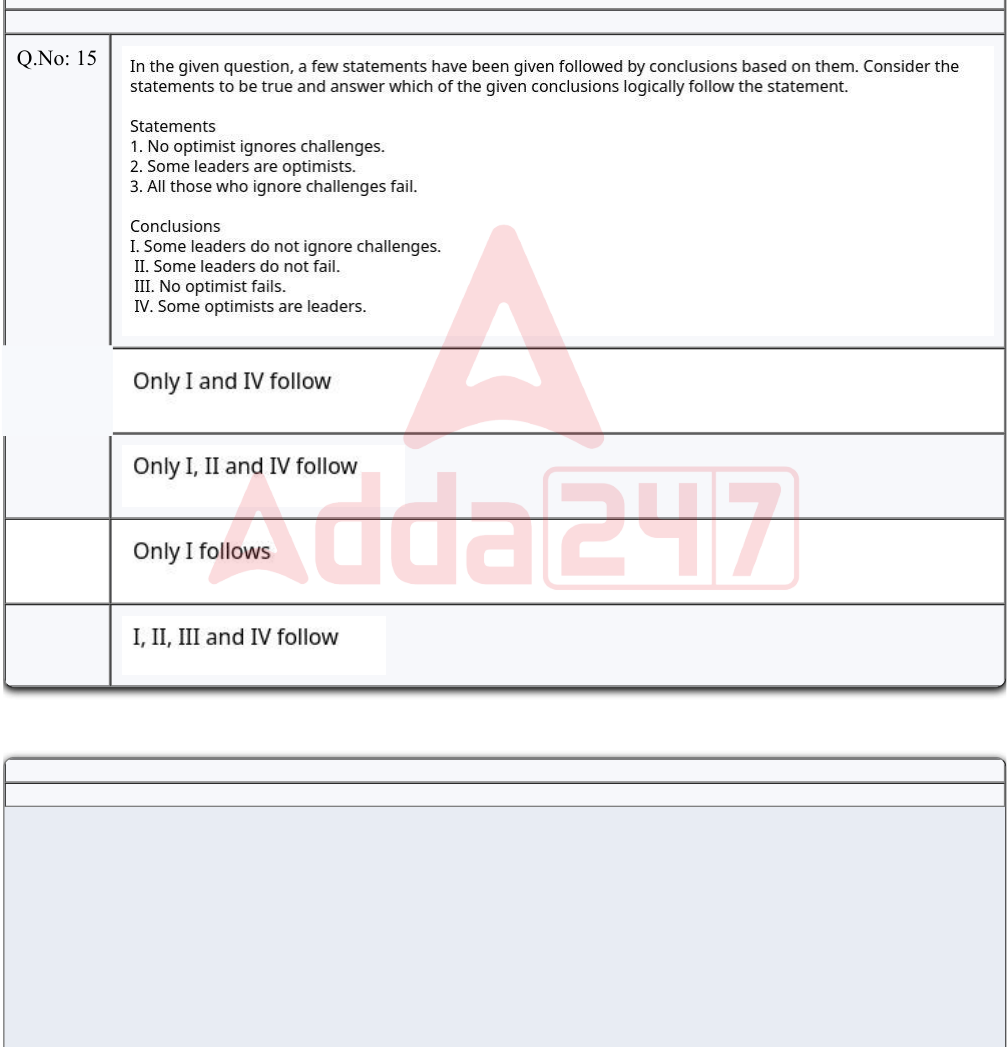 Q.No: 15
In the given question, a few statements have been given followed by conclusions based on them. Consider the
statements to be true and answer which of the given conclusions logically follow the statement.
Statements
1. No optimist ignores challenges.
2. Some leaders are optimists.
3. All those who ignore challenges fail.
Conclusions
I. Some leaders do not ignore challenges.
II. Some leaders do not fail.
III. No optimist fails.
IV. Some optimists are leaders.
Only I and IV follow
Only I, II and IV follow
Only I follows
I, II, III and IV follow
Adda247